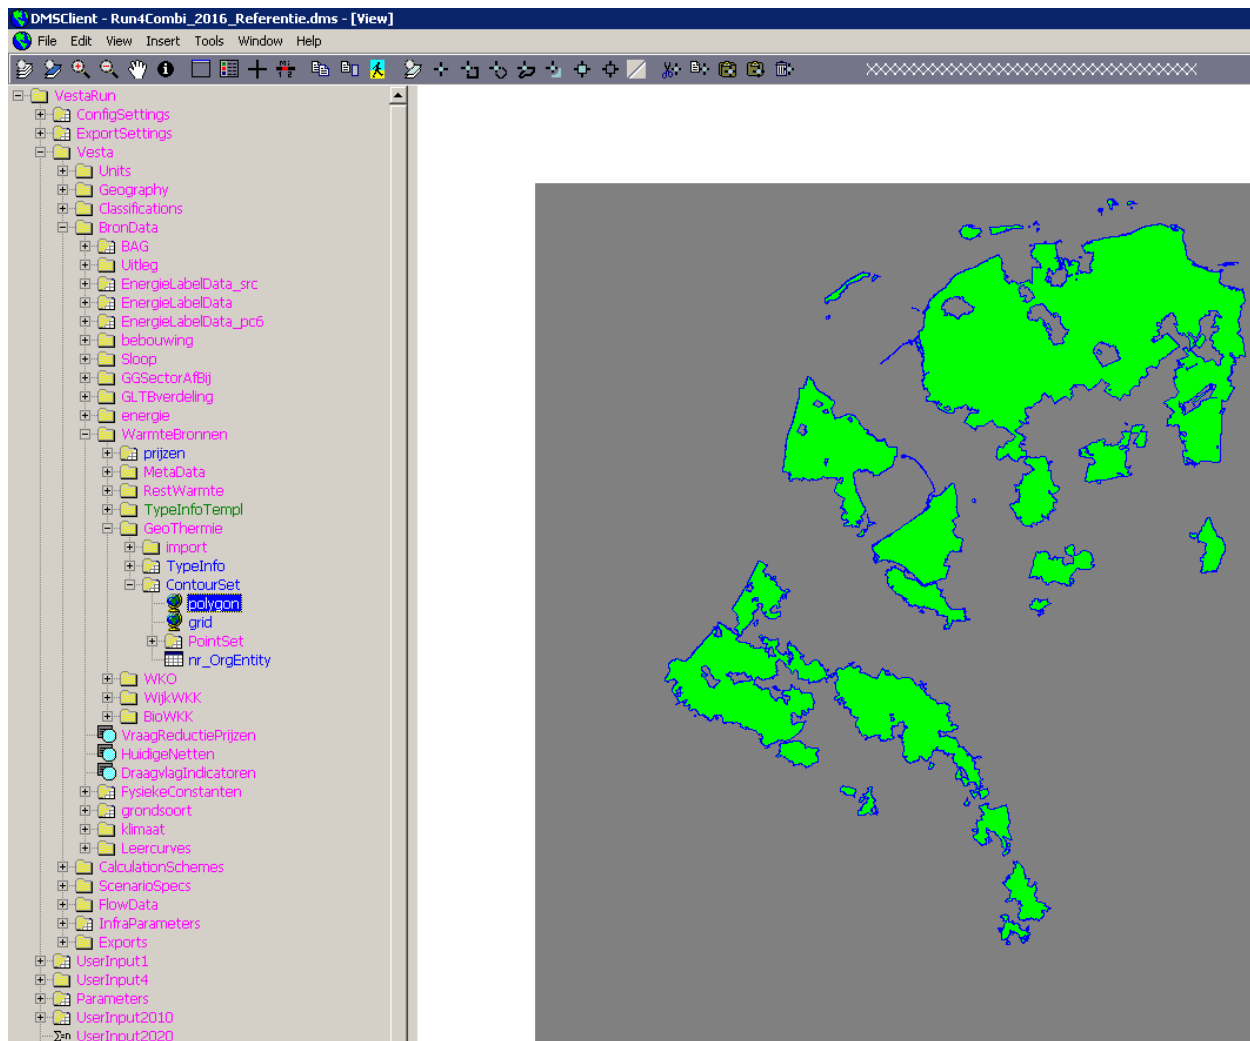 DMSClient - Run4Combi_2016_Referentie.dms - [View]
File Edit View Insert Tools Window Help
VestaRun
ConfigSettings
ExportSettings
Vesta
Units
Geography
Classifications
BronData
BAG
Uitleg
EnergieLabelData_src
EnergieLabelData
EnergieLabelData_pc6
bebouwing
Sloop
GGSectorAfBij
GLTBverdeling
energie
WarmteBronnen
prijzen
MetaData
RestWarmte
TypeInfoTempl
GeoThermie
import
TypeInfo
ContourSet
polygon
grid
PointSet
nr_OrgEntity
WKO
WijkWKK
BioWKK
VraagReductiePrijzen
HuidigeNetten
DraagvlagIndicatoren
FysiekeConstanten
grondsoort
klimaat
Leercurves
CalculationSchemes
ScenarioSpecs
FlowData
InfraParameters
Exports
UserInput1
UserInput4
Parameters
UserInput2010
UserInput2020